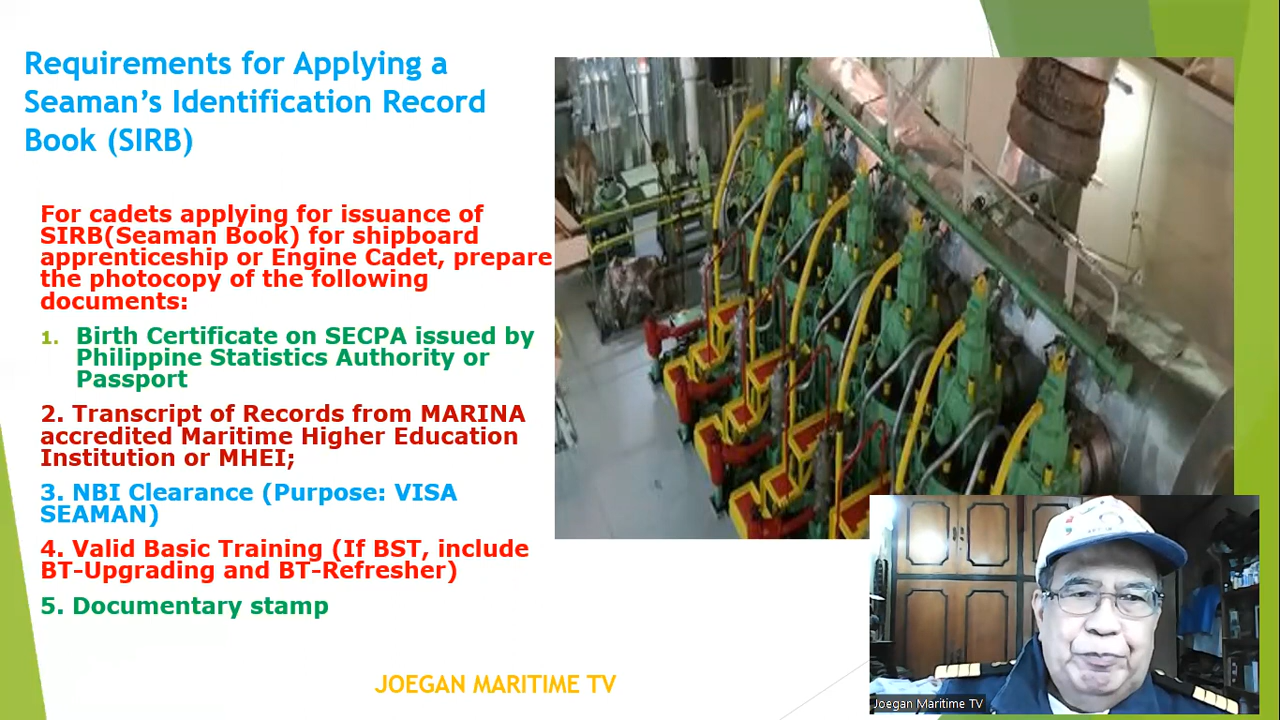 Requirements for Applying a
Seaman's Identification Record
Book (SIRB)
For cadets applying for issuance of
SIRB(Seaman Book) for shipboard
apprenticeship or Engine Cadet, prepare
the photocopy of the following
documents:
1. Birth Certificate on SECPA issued by
Philippine Statistics Authority or
Passport
2. Transcript of Records from MARINA
accredited Maritime Higher Education
Institution or MHEI;
3. NBI Clearance (Purpose: VISA
SEAMAN)
4. Valid Basic Training (If BST, include
BT-Upgrading and BT-Refresher)
5. Documentary stamp
JOEGAN MARITIME TV
Joegan Maritime TV